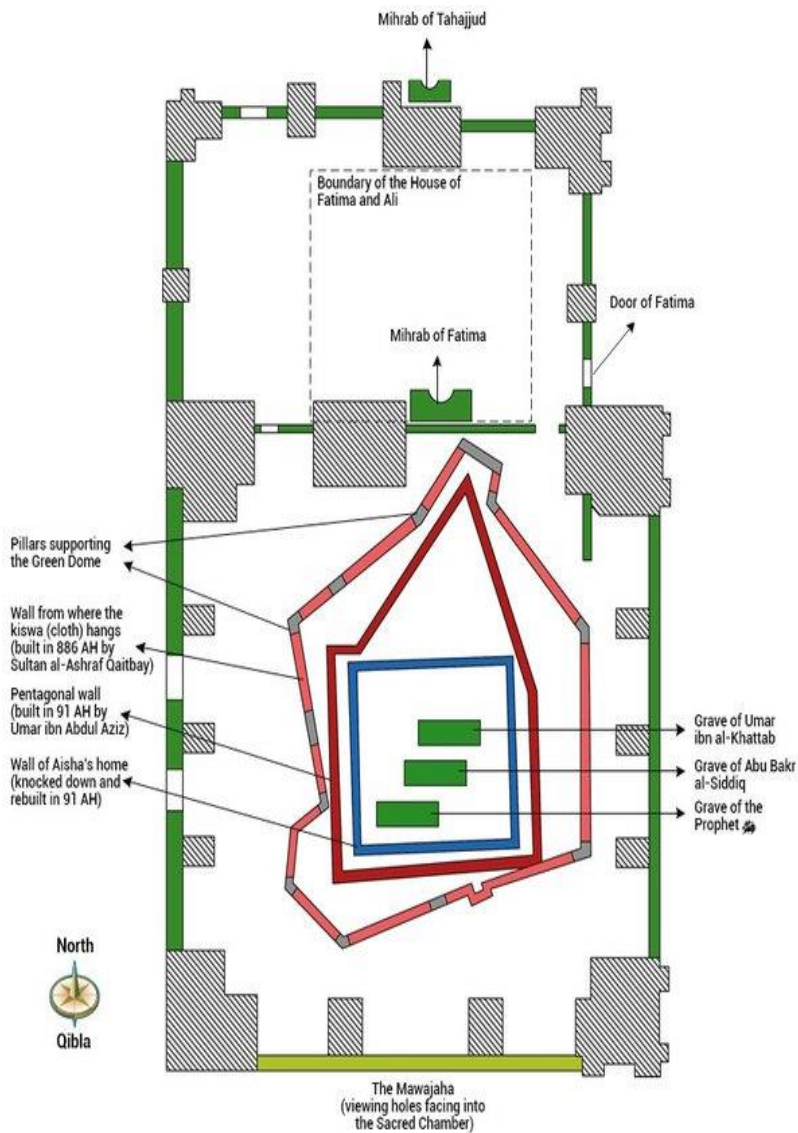 Mihrab of Tahajjud
Boundary of the House of
Fatima and Ali
Door of Fatima
Mihrab of Fatima
Pillars supporting
the Green Dome
Wall from where the
kiswa (cloth) hangs
(built in 886 AH by
Sultan al-Ashraf Qaitbay)
Pentagonal wall
(built in 91 AH by
Umar ibn Abdul Aziz)
Wall of Aisha's home
(knocked down and
rebuilt in 91 AH)
Grave of Umar
ibn al-Khattab
Grave of Abu Bakr
al-Siddiq
Grave of the
Prophet ﷺ
North
Qibla
The Mawajaha
(viewing holes facing into
the Sacred Chamber)